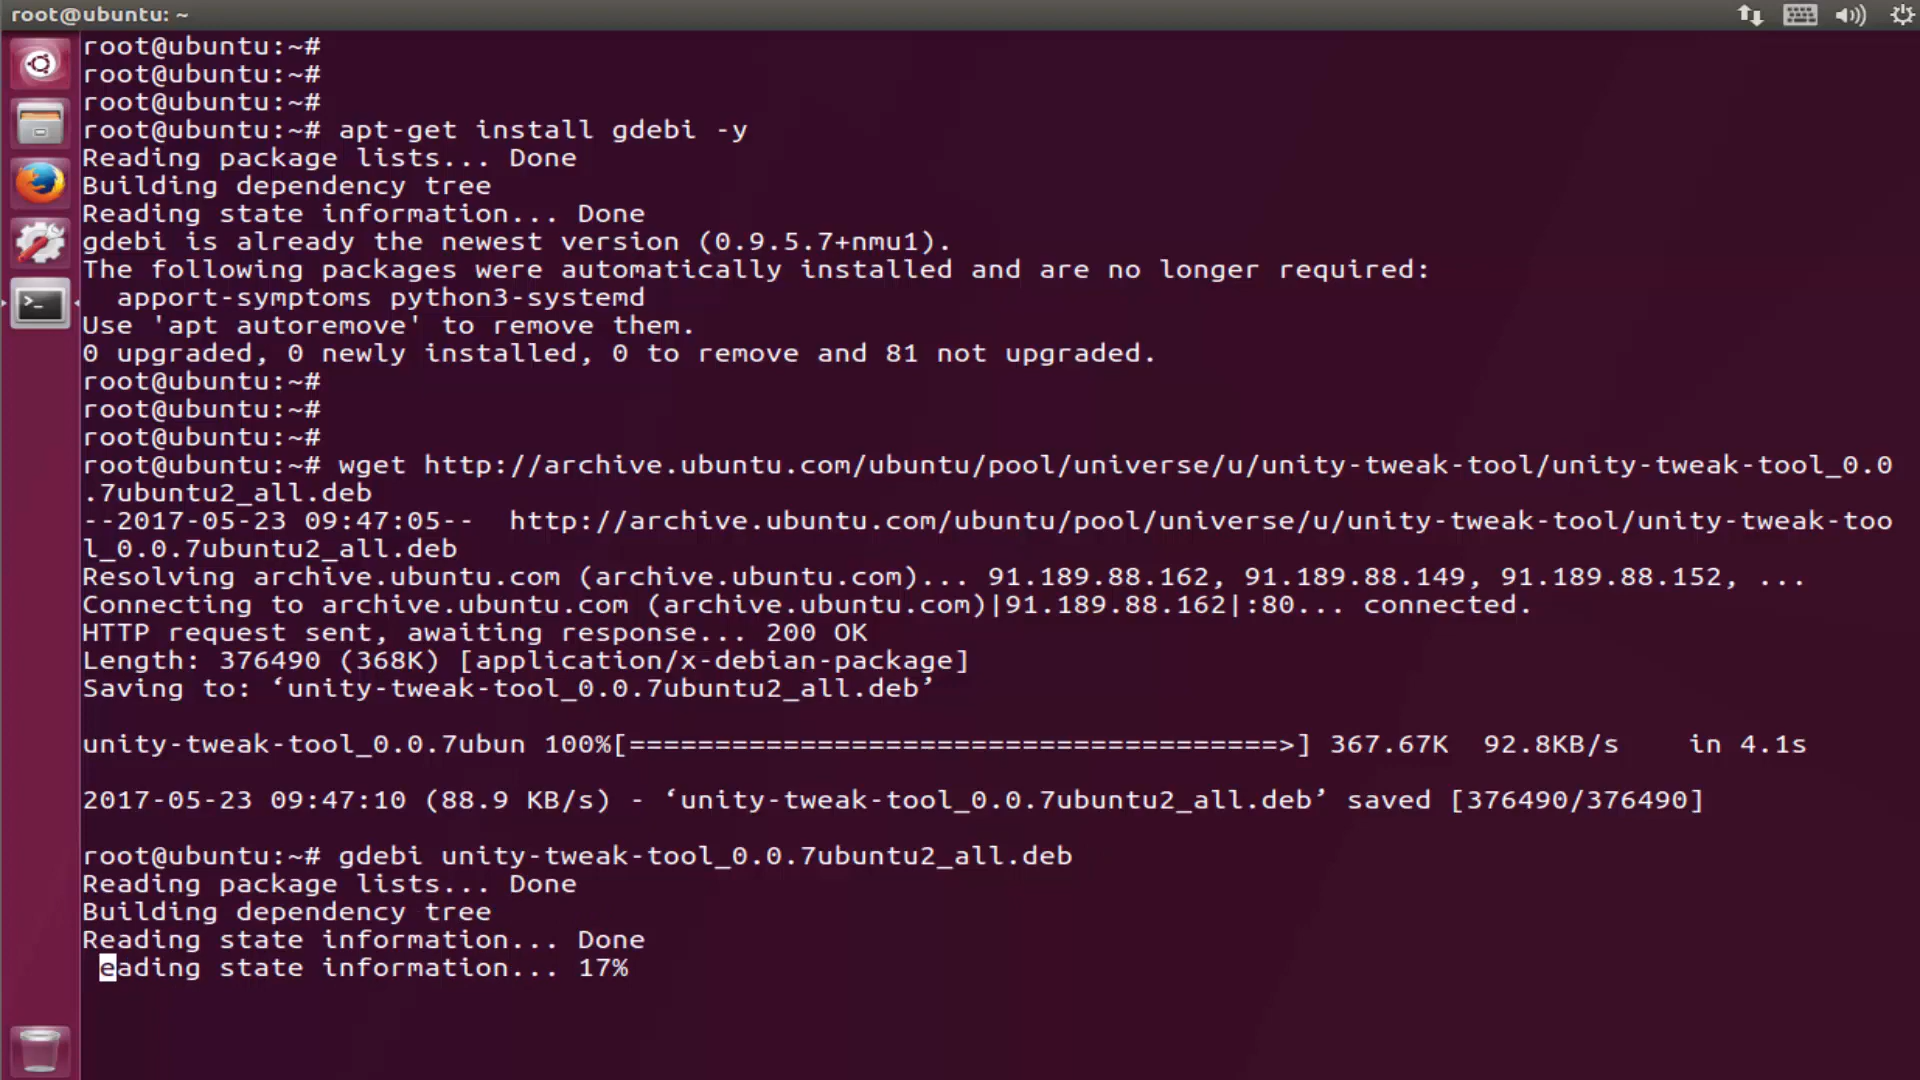 root@ubuntu: ~
root@ubuntu:~#
root@ubuntu:~#
root@ubuntu:~#
root@ubuntu:~# apt-get install gdebi -y
Reading package lists... Done
Building dependency tree
Reading state information... Done
gdebi is already the newest version (0.9.5.7+nmu1).
The following packages were automatically installed and are no longer required:
  apport-symptoms python3-systemd
Use 'apt autoremove' to remove them.
0 upgraded, 0 newly installed, 0 to remove and 81 not upgraded.
root@ubuntu:~#
root@ubuntu:~#
root@ubuntu:~#
root@ubuntu:~# wget http://archive.ubuntu.com/ubuntu/pool/universe/u/unity-tweak-tool/unity-tweak-tool_0.0
.7ubuntu2_all.deb
--2017-05-23 09:47:05--  http://archive.ubuntu.com/ubuntu/pool/universe/u/unity-tweak-tool/unity-tweak-too
l_0.0.7ubuntu2_all.deb
Resolving archive.ubuntu.com (archive.ubuntu.com)... 91.189.88.162, 91.189.88.149, 91.189.88.152, ...
Connecting to archive.ubuntu.com (archive.ubuntu.com)|91.189.88.162|:80... connected.
HTTP request sent, awaiting response... 200 OK
Length: 376490 (368K) [application/x-debian-package]
Saving to: ‘unity-tweak-tool_0.0.7ubuntu2_all.deb’
unity-tweak-tool_0.0.7ubun 100%[======================================>] 367.67K  92.8KB/s    in 4.1s
2017-05-23 09:47:10 (88.9 KB/s) - ‘unity-tweak-tool_0.0.7ubuntu2_all.deb’ saved [376490/376490]
root@ubuntu:~# gdebi unity-tweak-tool_0.0.7ubuntu2_all.deb
Reading package lists... Done
Building dependency tree
Reading state information... Done
 eading state information... 17%